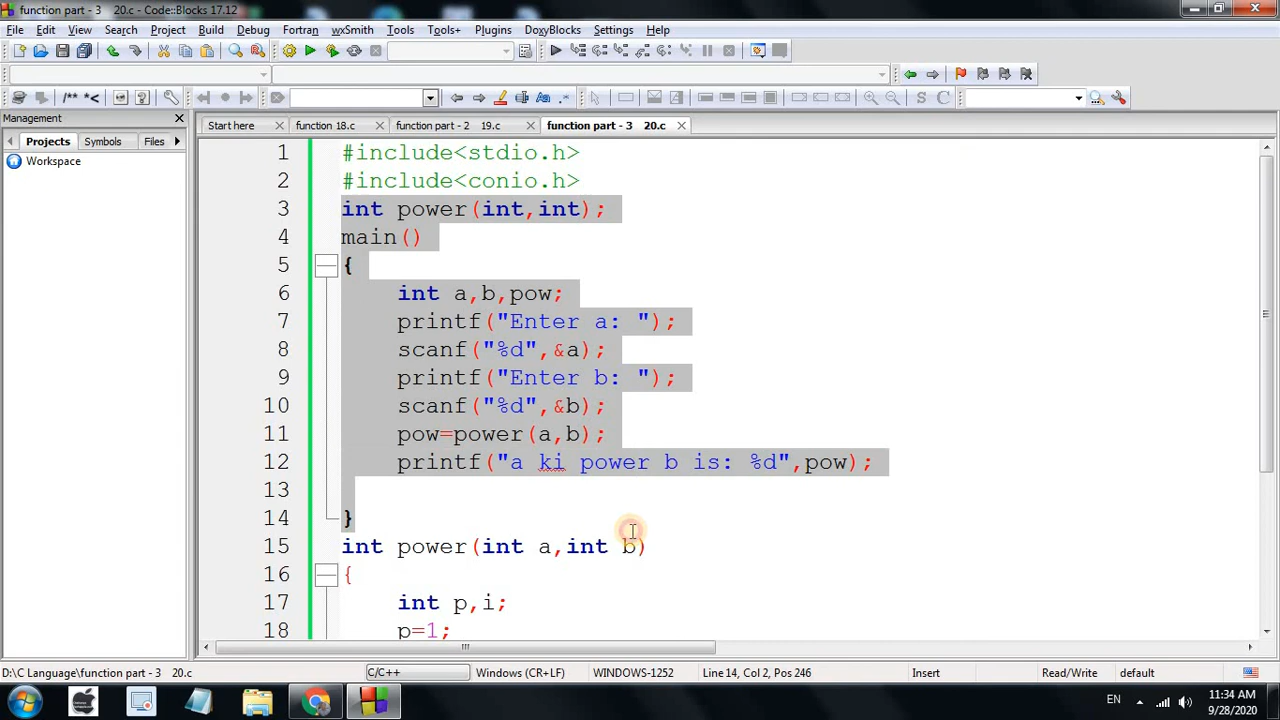 function part - 3 20.c - Code::Blocks 17.12
File Edit View Search Project Build Debug Fortran wxSmith Tools Tools+ Plugins DoxyBlocks Settings Help
/** *<
S C
Management
Start here function 18.c function part - 2 19.c function part - 3 20.c
Projects Symbols Files
Workspace
1 #include<stdio.h>
2 #include<conio.h>
3 int power(int,int);
4 main()
5 {
6 int a,b,pow;
7 printf("Enter a: ");
8 scanf("%d",&a);
9 printf("Enter b: ");
10 scanf("%d",&b);
11 pow=power(a,b);
12 printf("a ki power b is: %d",pow);
13
14 }
15 int power(int a,int b)
16 {
17 int p,i;
18 p=1;
D:\C Language\function part - 3 20.c C/C++ Windows (CR+LF) WINDOWS-1252 Line 14, Col 2, Pos 246 Insert Read/Write default
EN 11:34 AM
9/28/2020